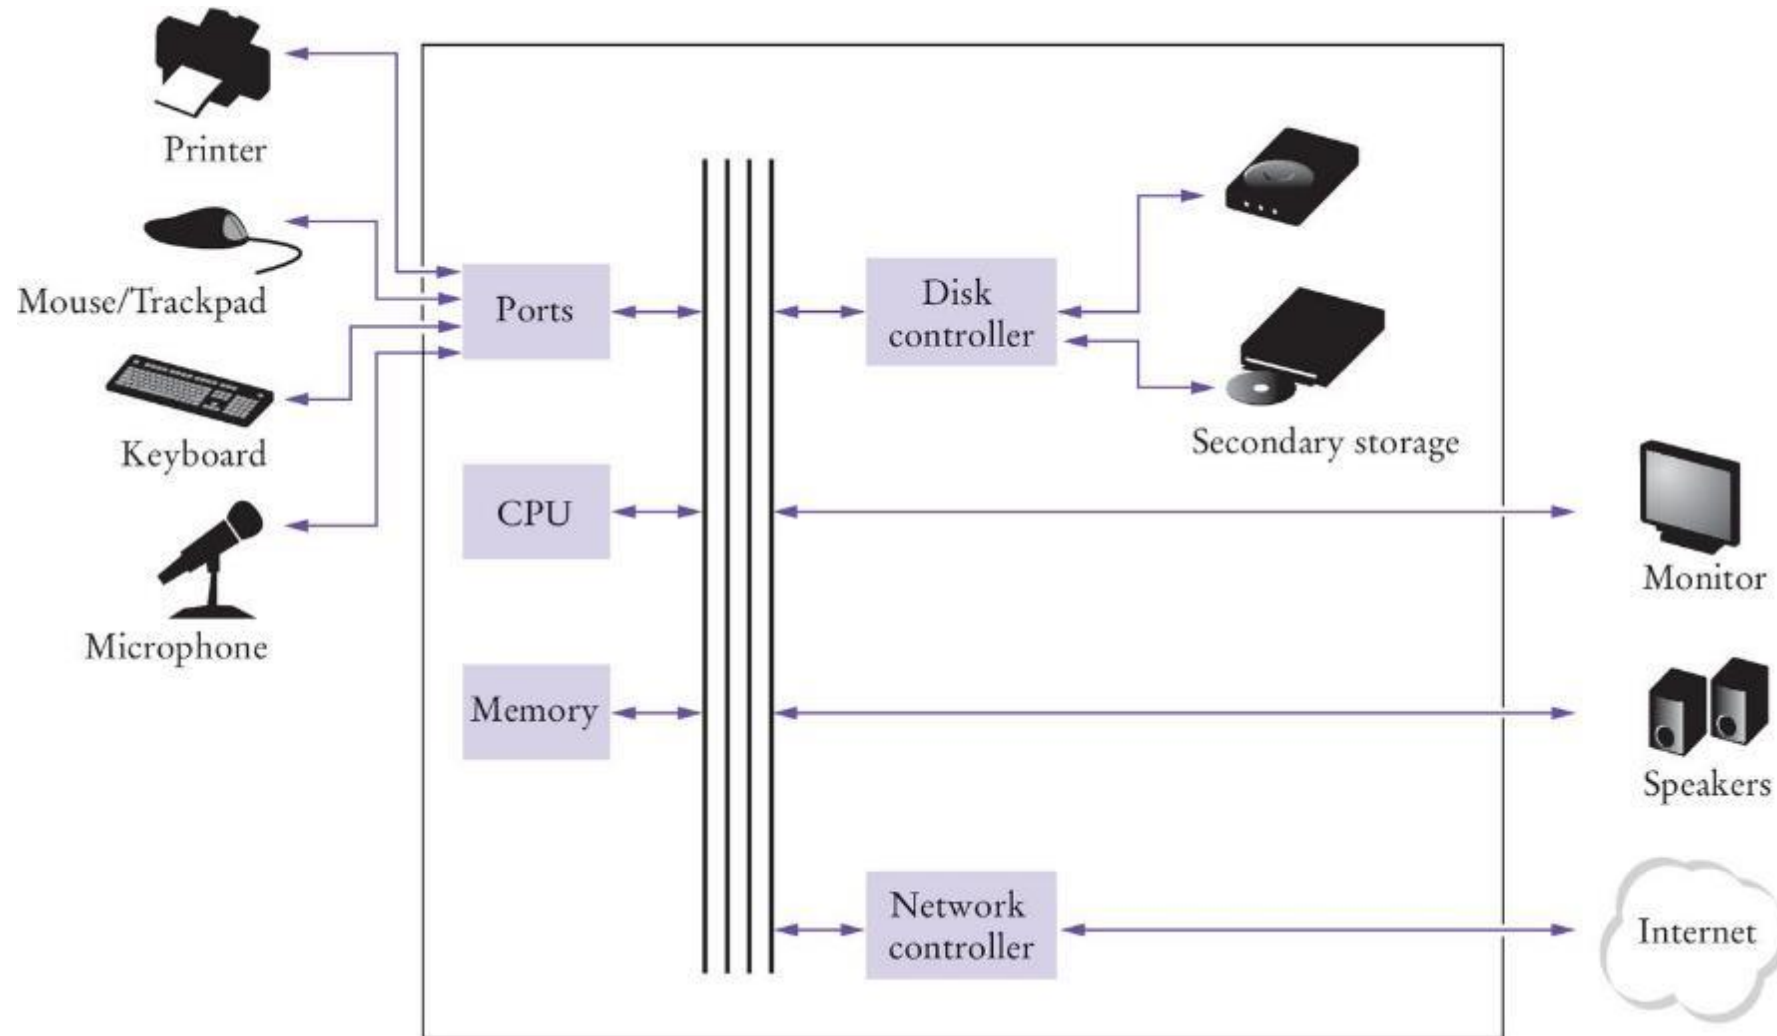 Printer
Mouse/Trackpad
Keyboard
Microphone
Ports
CPU
Memory
Disk
controller
Secondary storage
Network
controller
Monitor
Speakers
Internet